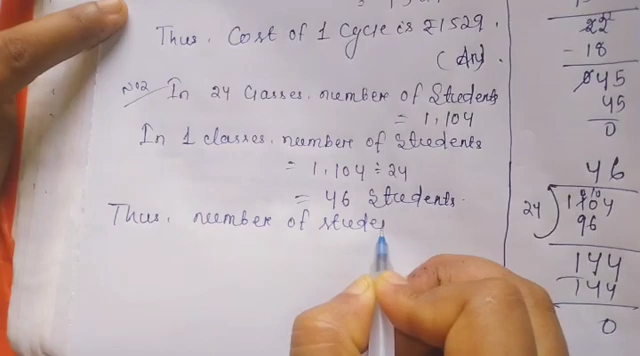 Thus, Cost of 1 Cycle is ₹1529.
(Ans).
No2 In 24 Classes, number of Students
= 1,104
In 1 classes, number of Students
= 1,104 ÷ 24
= 46 Students.
Thus, number of stude
22
- 18
045
45
0
46
24 ) 1104
96
144
144
0